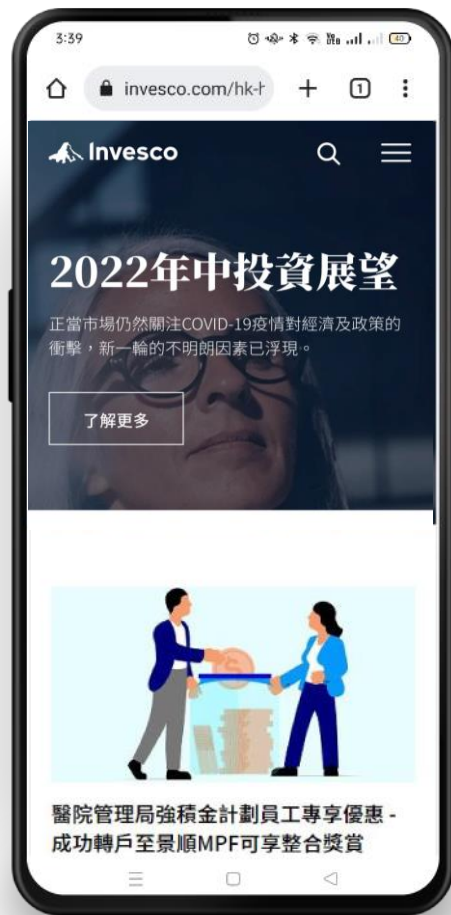 3:39
40
invesco.com/hk-h
1
Invesco
2022年中投資展望
正當市場仍然關注COVID-19疫情對經濟及政策的
衝擊，新一輪的不明朗因素已浮現。
了解更多
醫院管理局強積金計劃員工專享優惠 -
成功轉戶至景順MPF可享整合獎賞